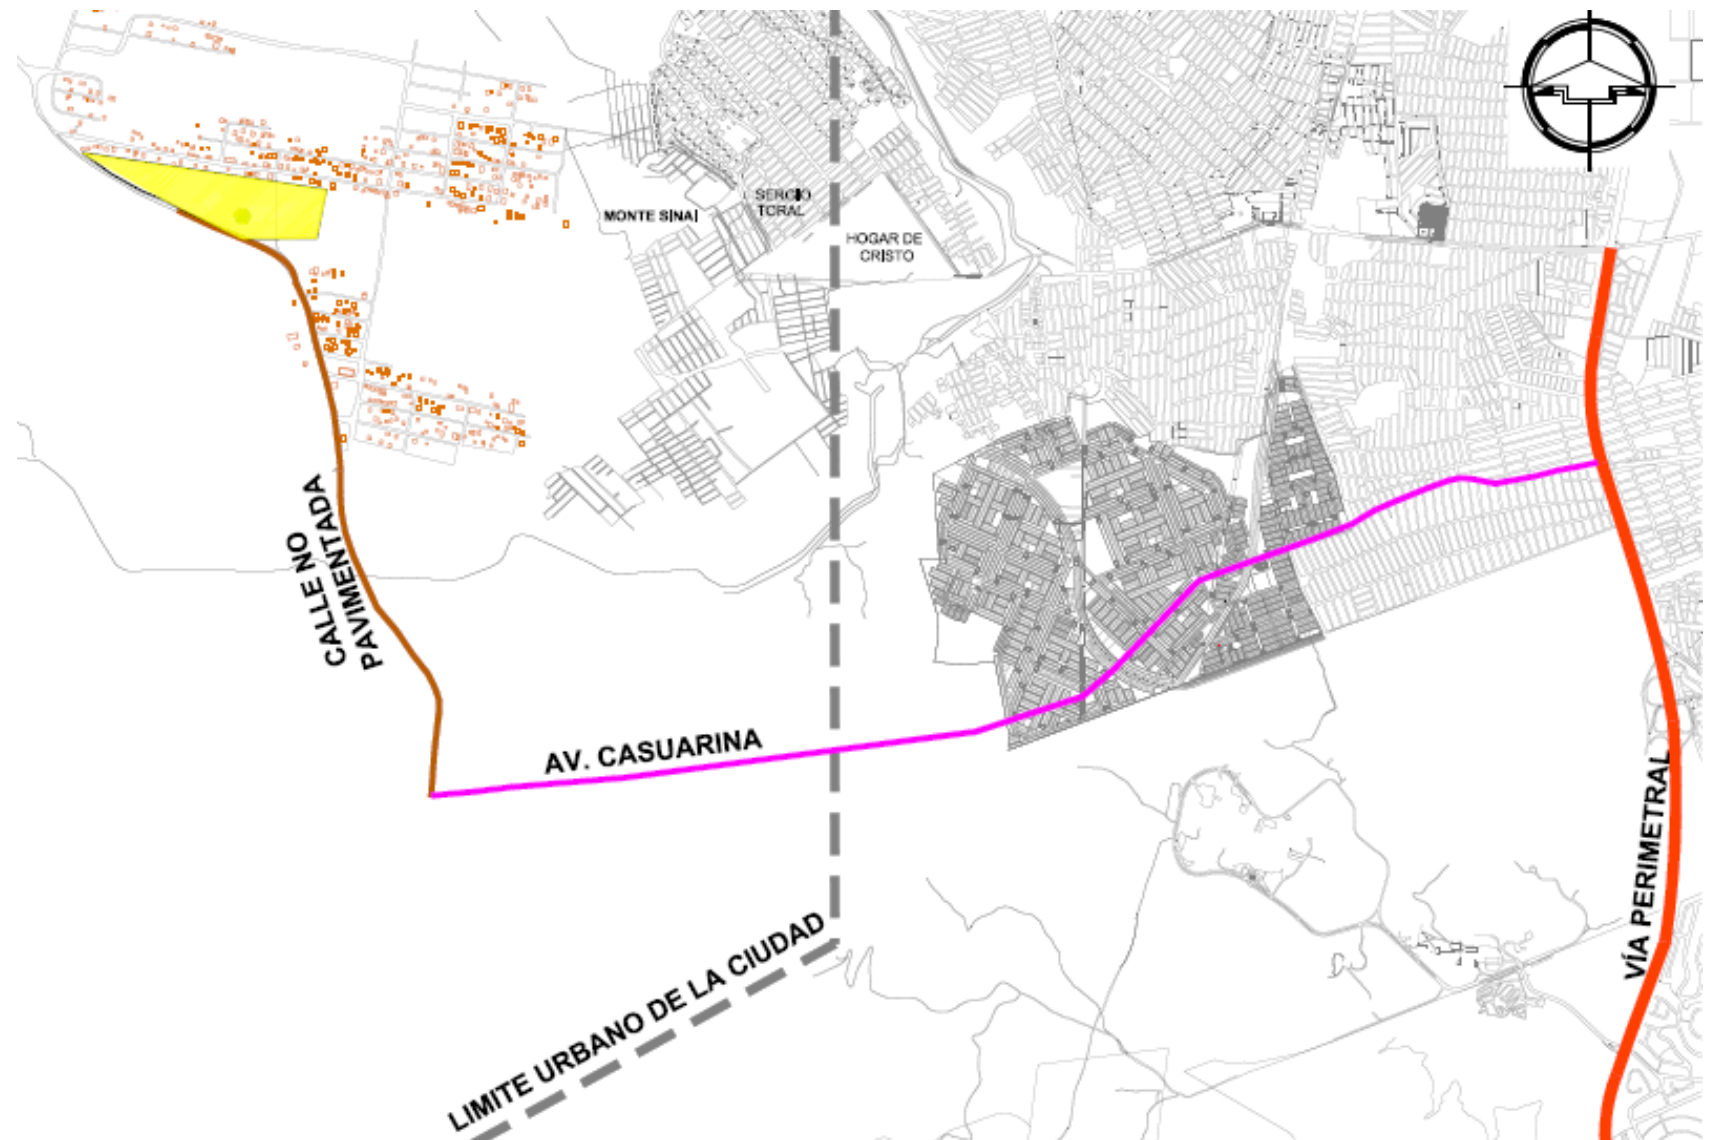 SERGIO
TORAL
MONTE SINAI
HOGAR DE
CRISTO
CALLE NO
PAVIMENTADA
AV. CASUARINA
VÍA PERIMETRAL
LIMITE URBANO DE LA CIUDAD